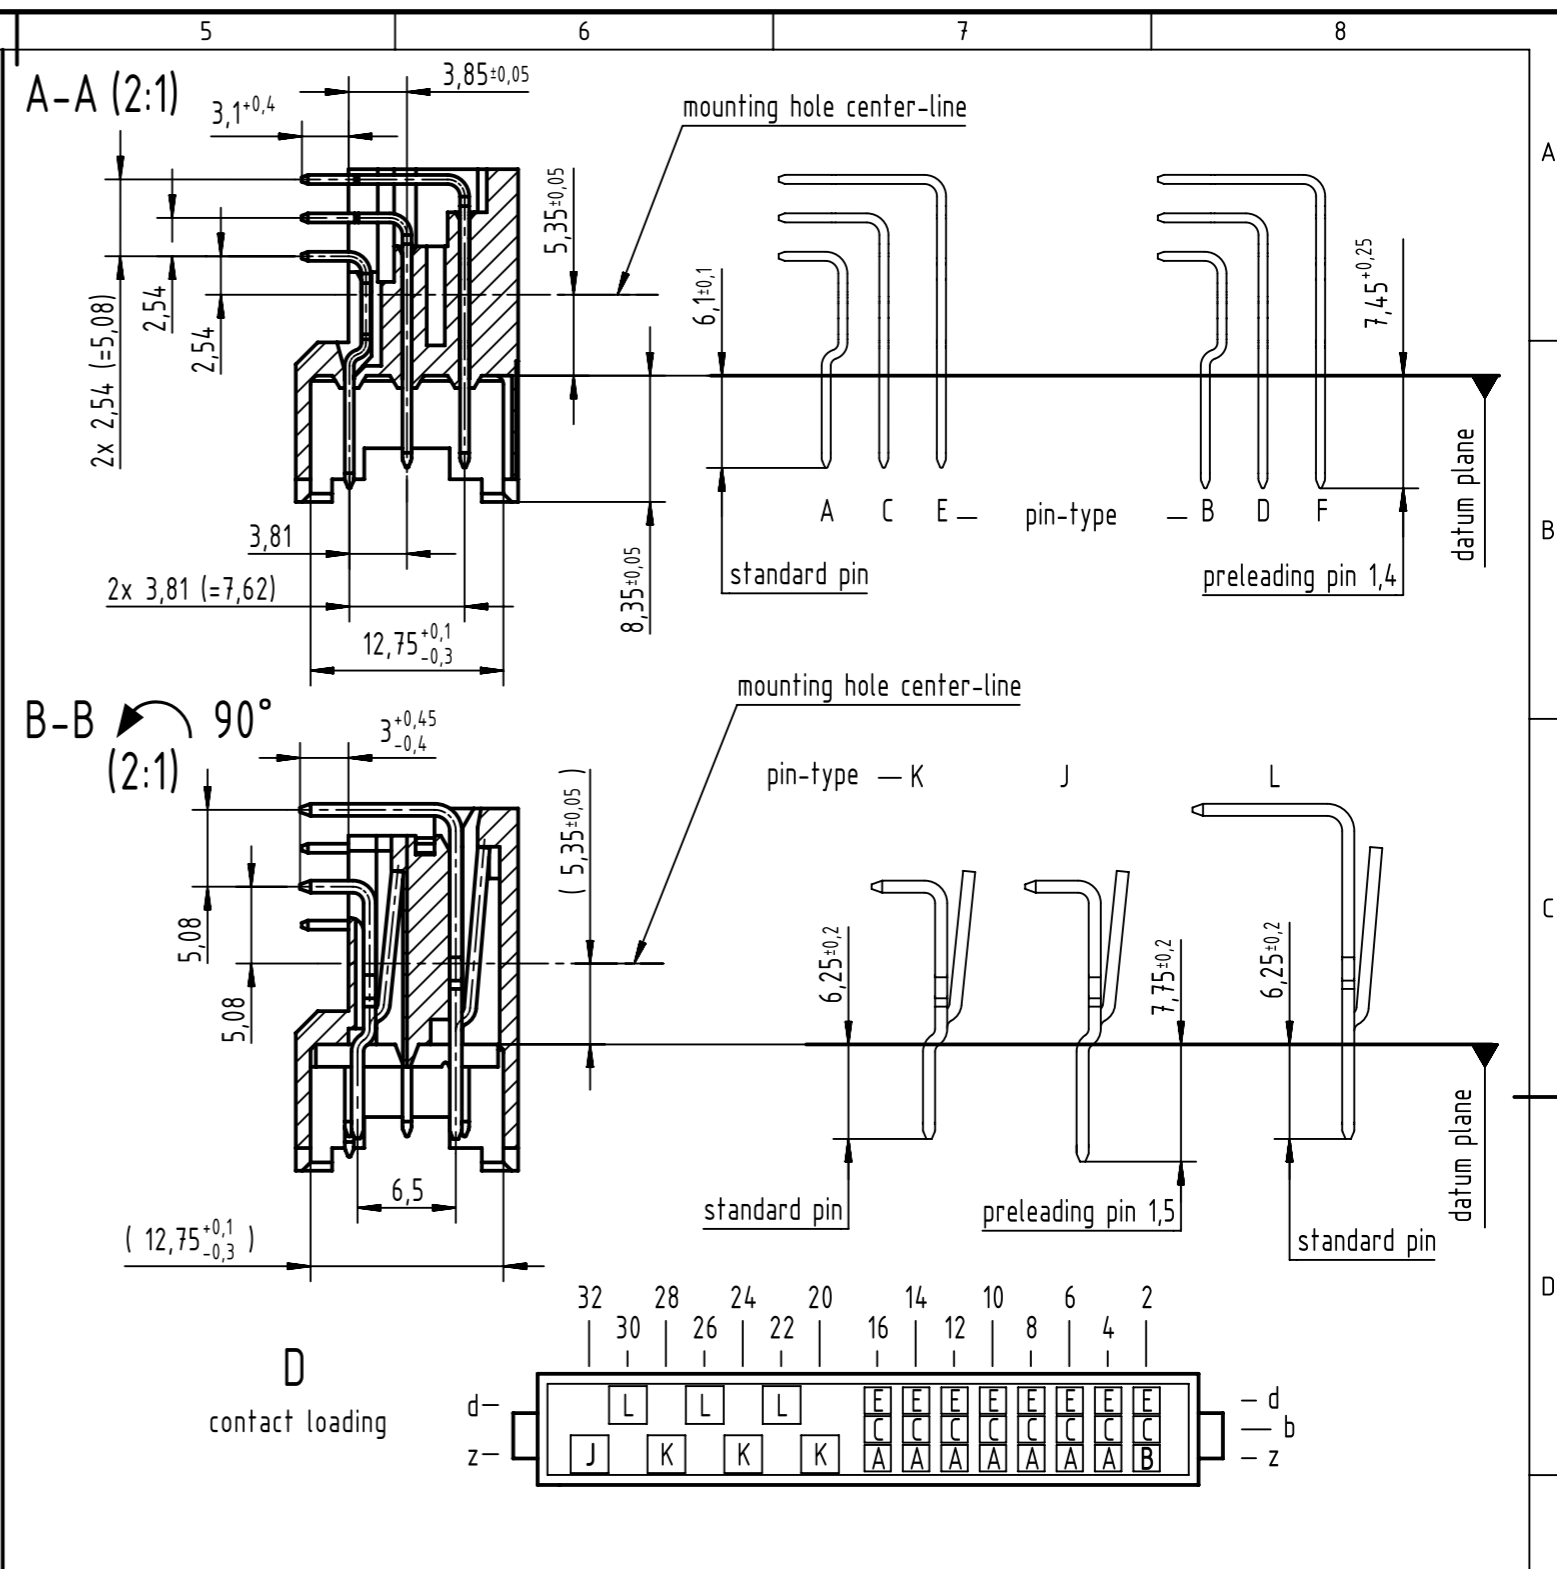 5 6 7 8
A-A (2:1)
3,1+0,4
3,85±0,05
mounting hole center-line
A
2x 2,54 (=5,08)
2,54
2,54
5,35±0,05
6,1±0,1
7,45+0,25
A C E — pin-type — B D F
datum plane
B
3,81
2x 3,81 (=7,62)
12,75+0,1 -0,3
8,35±0,05
standard pin
preleading pin 1,4
B-B 90°
(2:1)
3+0,45 -0,4
mounting hole center-line
pin-type — K J L
( 5,35±0,05 )
5,08
5,08
6,25±0,2
7,75±0,2
6,25±0,2
C
6,5
( 12,75+0,1 -0,3 )
standard pin
preleading pin 1,5
standard pin
datum plane
D
32 28 24 20 14 10 6 2
30 26 22 16 12 8 4
D
contact loading
d— L L L E E E E E E E E — d
C C C C C C C C — b
z— J K K K A A A A A A A B — z